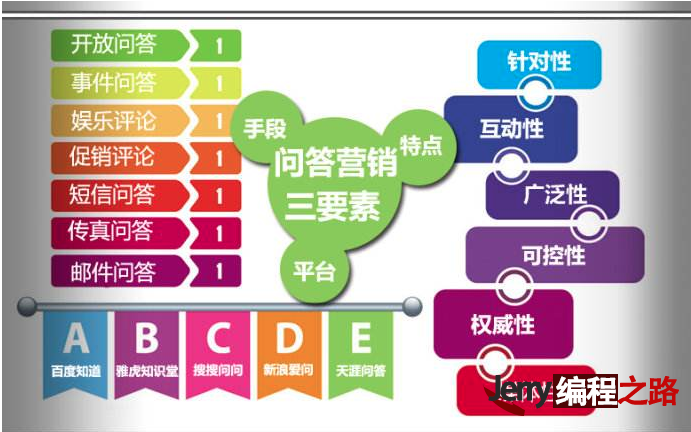 开放问答 1
事件问答 1
娱乐评论 1
促销评论 1
短信问答 1
传真问答 1
邮件问答 1
手段
特点
问答营销
三要素
平台
针对性
互动性
广泛性
可控性
权威性
A
百度知道
B
雅虎知识堂
C
搜搜问问
D
新浪爱问
E
天涯问答
Jerry编程之路